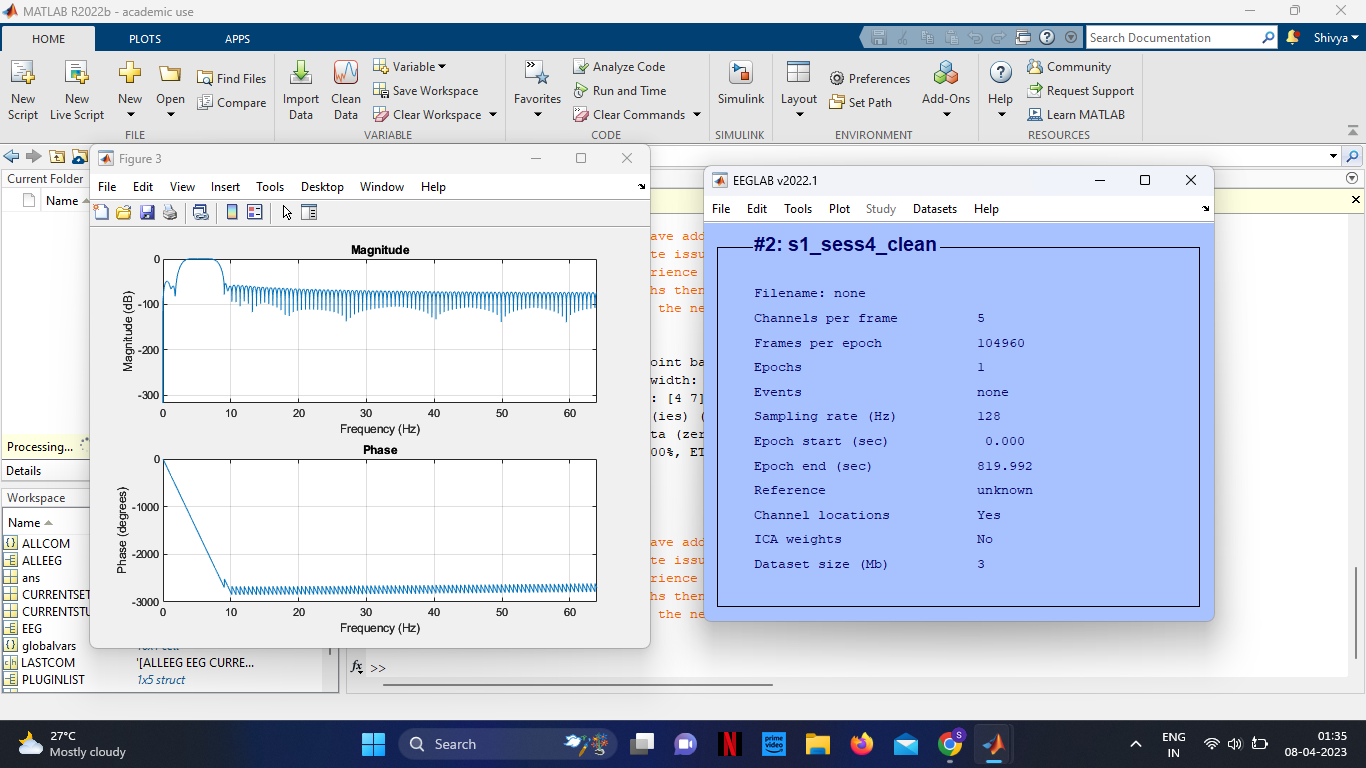 MATLAB R2022b - academic use
HOME PLOTS APPS
Search Documentation
Shivya
New Script
New Live Script
New
Open
Find Files
Compare
FILE
Import Data
Clean Data
Variable
Save Workspace
Clear Workspace
VARIABLE
Favorites
Analyze Code
Run and Time
Clear Commands
CODE
Simulink
SIMULINK
Layout
Preferences
Set Path
Add-Ons
ENVIRONMENT
Help
Community
Request Support
Learn MATLAB
RESOURCES
Current Folder
Name
Processing...
Details
Workspace
Name
ALLCOM
ALLEEG
ans
CURRENTSET
CURRENTSTU
EEG
globalvars
LASTCOM '[ALLEEG EEG CURRE...
PLUGINLIST 1x5 struct
Figure 3
File Edit View Insert Tools Desktop Window Help
Magnitude
0
-100
-200
-300
Magnitude (dB)
0 10 20 30 40 50 60
Frequency (Hz)
Phase
0
-1000
-2000
-3000
Phase (degrees)
0 10 20 30 40 50 60
Frequency (Hz)
ave add
te issu
rience
hs then
the ne
oint ba
width:
: [4 7]
(ies) (
ta (zer
00%, ET
ave add
te issu
rience
hs then
the ne
fx >>
EEGLAB v2022.1
File Edit Tools Plot Study Datasets Help
#2: s1_sess4_clean
Filename: none
Channels per frame 5
Frames per epoch 104960
Epochs 1
Events none
Sampling rate (Hz) 128
Epoch start (sec) 0.000
Epoch end (sec) 819.992
Reference unknown
Channel locations Yes
ICA weights No
Dataset size (Mb) 3
27°C
Mostly cloudy
Search
prime video
S
ENG
IN
01:35
08-04-2023